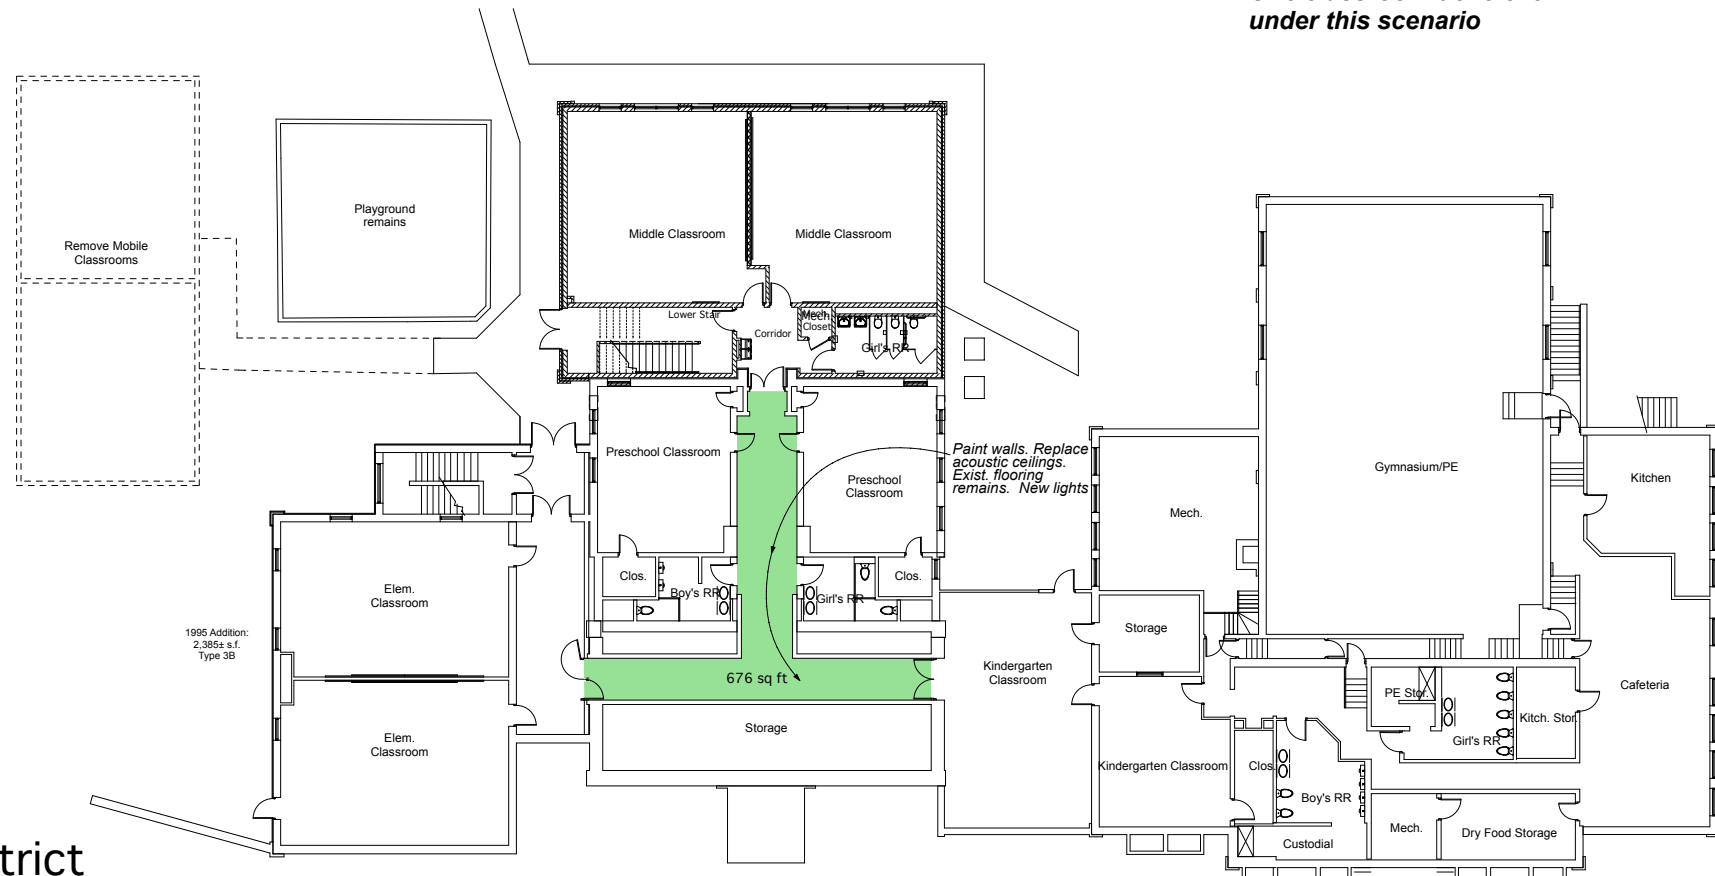 under this scenario
Playground
remains
Remove Mobile
Classrooms
Middle Classroom
Middle Classroom
Lower Stair
Corridor
Mech.
Mech.
Closet
Girl's RR
Preschool Classroom
Preschool
Classroom
Paint walls. Replace
acoustic ceilings.
Exist. flooring
remains. New lights
Gymnasium/PE
Kitchen
Mech.
Elem.
Classroom
Clos.
Boy's RR
Girl's RR
Clos.
1995 Addition:
2,385± s.f.
Type 3B
Storage
Kindergarten
Classroom
676 sq ft
Cafeteria
PE Stor.
Kitch. Stor.
Storage
Elem.
Classroom
Girl's RR
Kindergarten Classroom
Clos.
Boy's RR
Mech.
Dry Food Storage
Custodial
trict